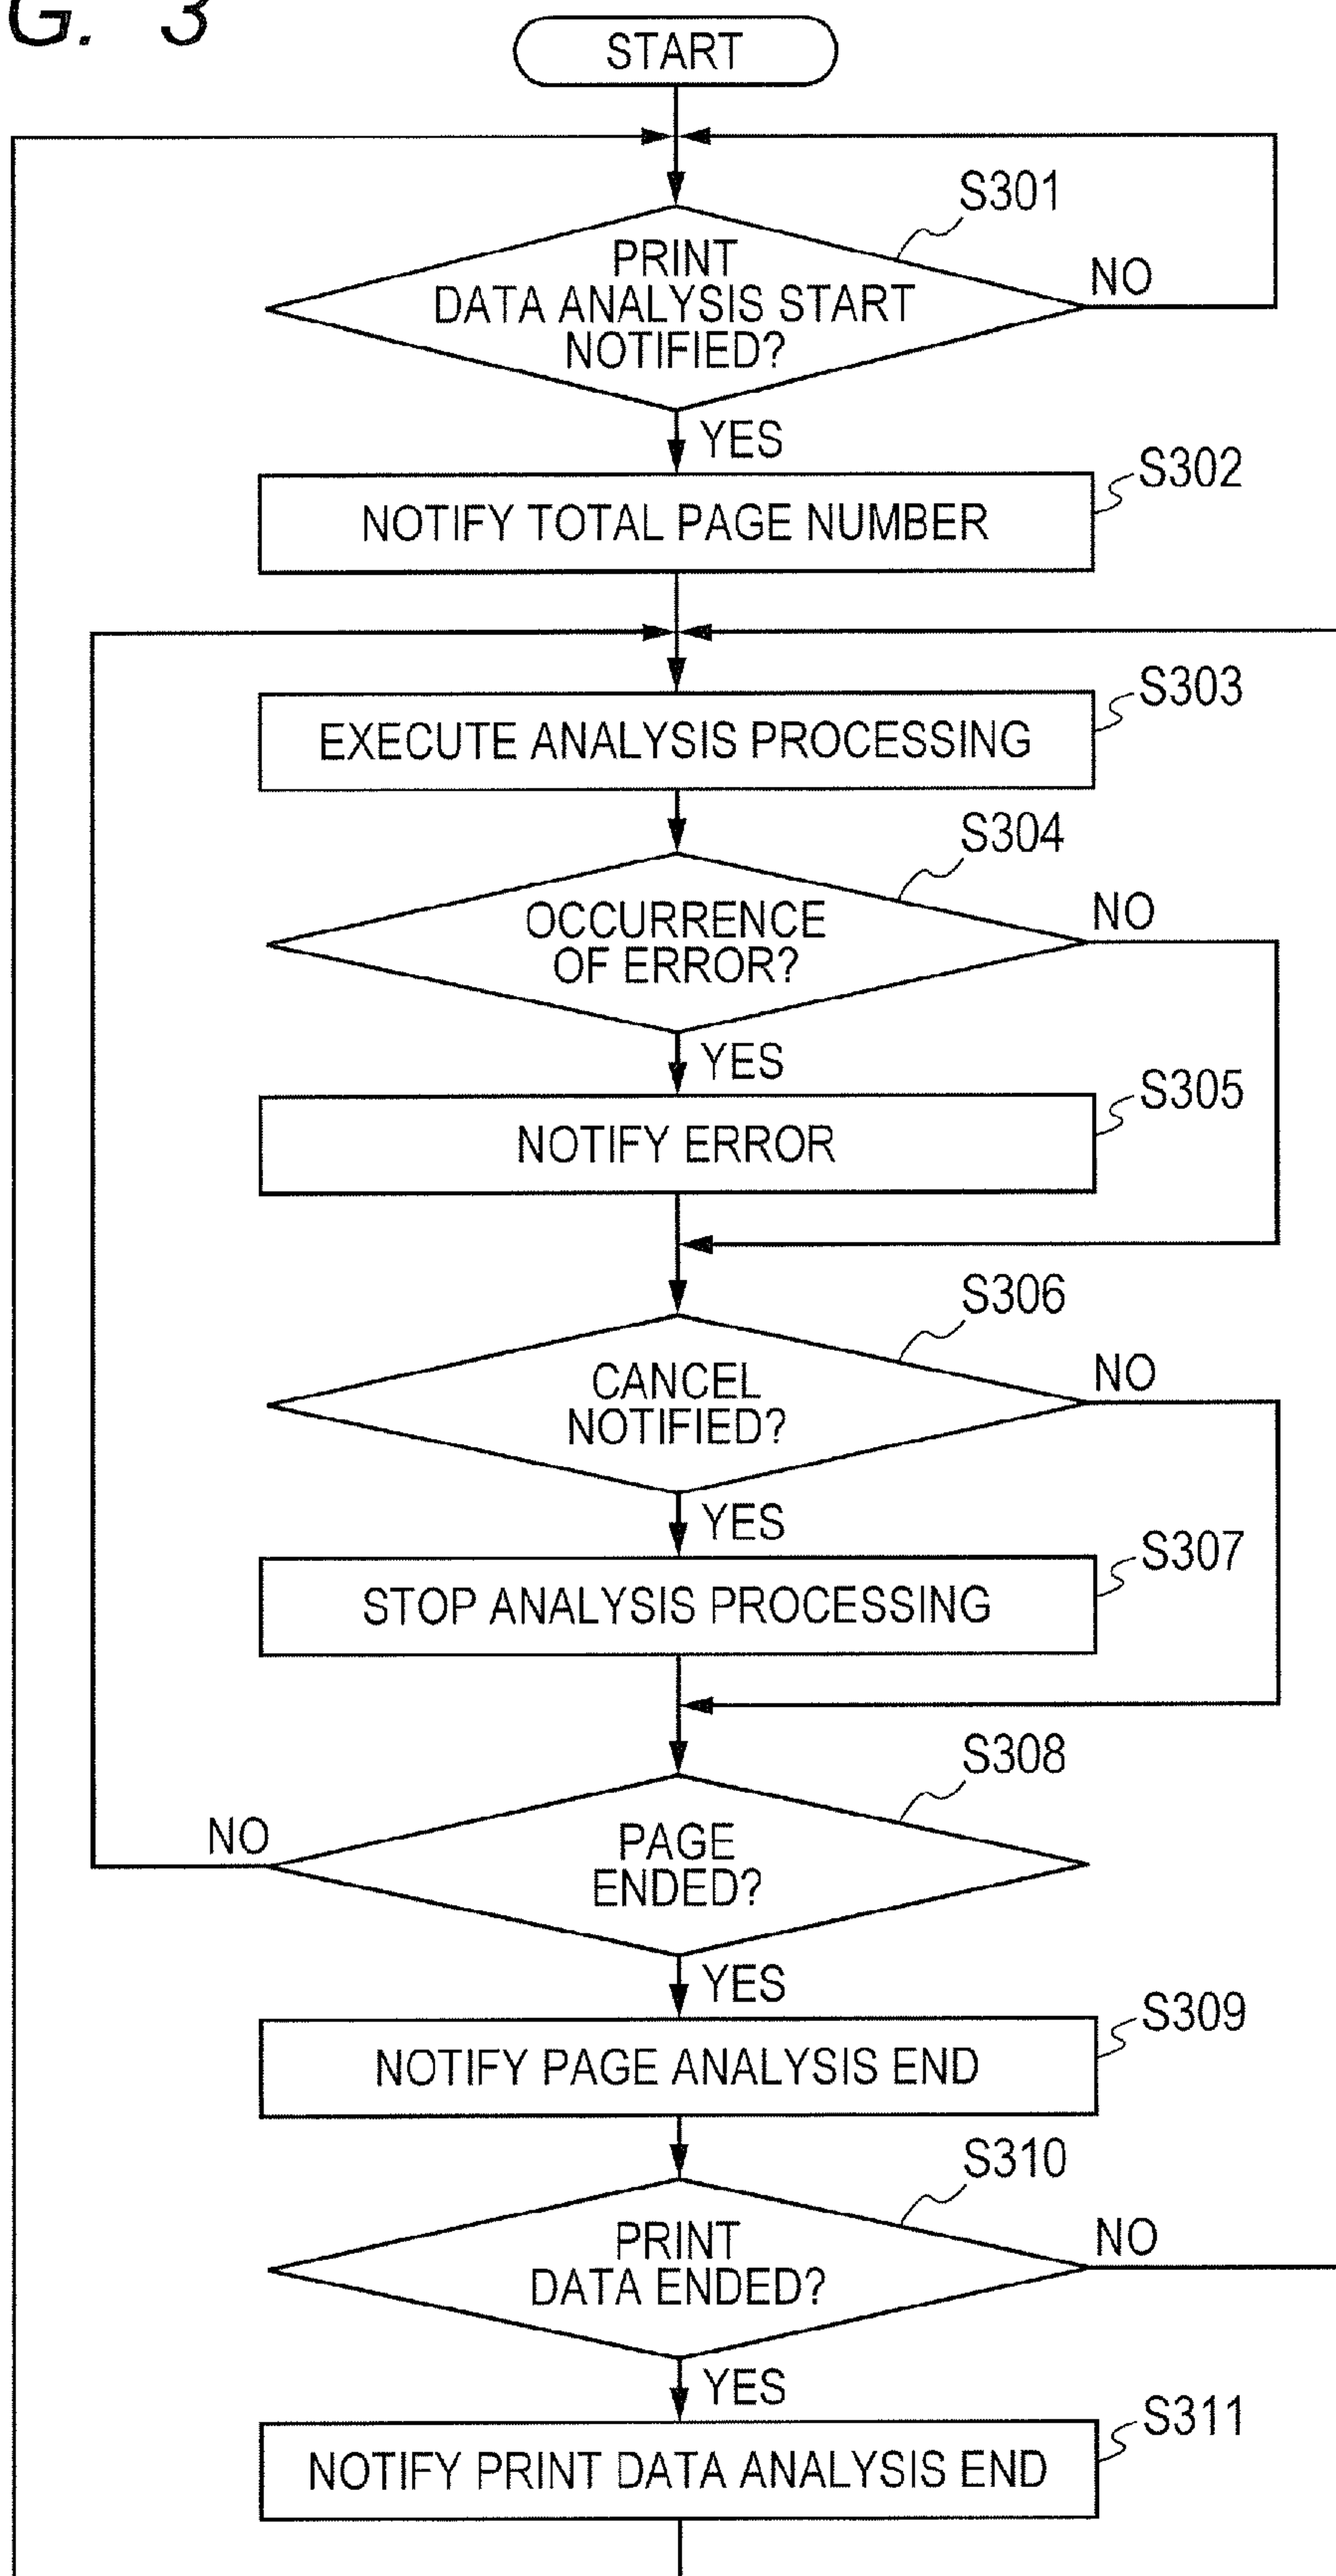 G. 3
START
S301
PRINT
DATA ANALYSIS START
NOTIFIED?
NO
YES
S302
NOTIFY TOTAL PAGE NUMBER
S303
EXECUTE ANALYSIS PROCESSING
S304
OCCURRENCE
OF ERROR?
NO
YES
S305
NOTIFY ERROR
S306
CANCEL
NOTIFIED?
NO
YES
S307
STOP ANALYSIS PROCESSING
S308
PAGE
ENDED?
NO
YES
S309
NOTIFY PAGE ANALYSIS END
S310
PRINT
DATA ENDED?
NO
YES
S311
NOTIFY PRINT DATA ANALYSIS END